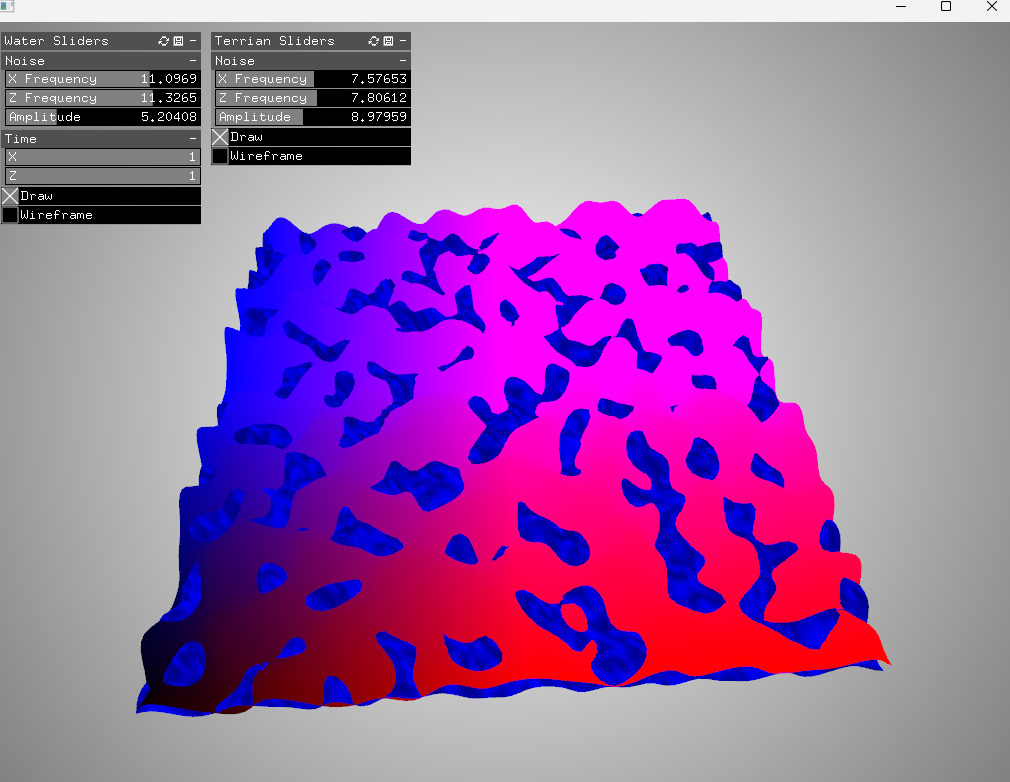 Water Sliders
Noise
X Frequency 11.0969
Z Frequency 11.3265
Amplitude 5.20408
Time
X 1
Z 1
Draw
Wireframe
Terrian Sliders
Noise
X Frequency 7.57653
Z Frequency 7.80612
Amplitude 8.97959
Draw
Wireframe